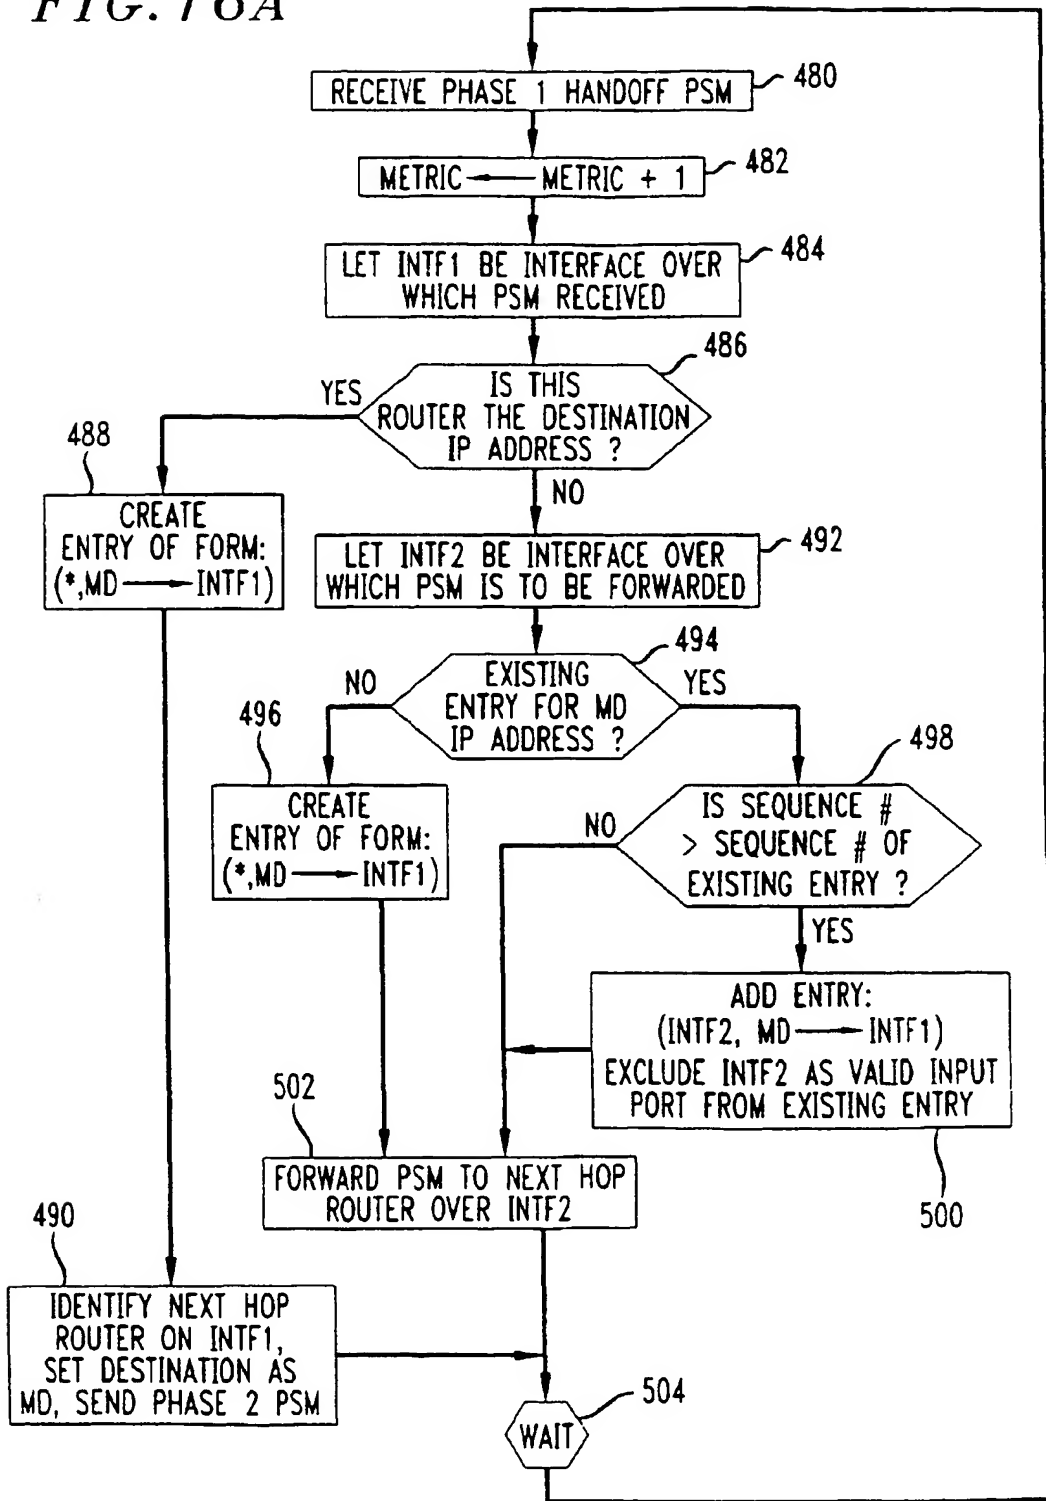 FIG. 16A
RECEIVE PHASE 1 HANDOFF PSM
480
METRIC ← METRIC + 1
482
LET INTF1 BE INTERFACE OVER
WHICH PSM RECEIVED
484
IS THIS
ROUTER THE DESTINATION
IP ADDRESS ?
486
YES
NO
488
CREATE
ENTRY OF FORM:
(*,MD → INTF1)
LET INTF2 BE INTERFACE OVER
WHICH PSM IS TO BE FORWARDED
492
EXISTING
ENTRY FOR MD
IP ADDRESS ?
494
NO
YES
496
CREATE
ENTRY OF FORM:
(*,MD → INTF1)
498
IS SEQUENCE #
> SEQUENCE # OF
EXISTING ENTRY ?
NO
YES
ADD ENTRY:
(INTF2, MD → INTF1)
EXCLUDE INTF2 AS VALID INPUT
PORT FROM EXISTING ENTRY
500
502
FORWARD PSM TO NEXT HOP
ROUTER OVER INTF2
490
IDENTIFY NEXT HOP
ROUTER ON INTF1,
SET DESTINATION AS
MD, SEND PHASE 2 PSM
WAIT
504